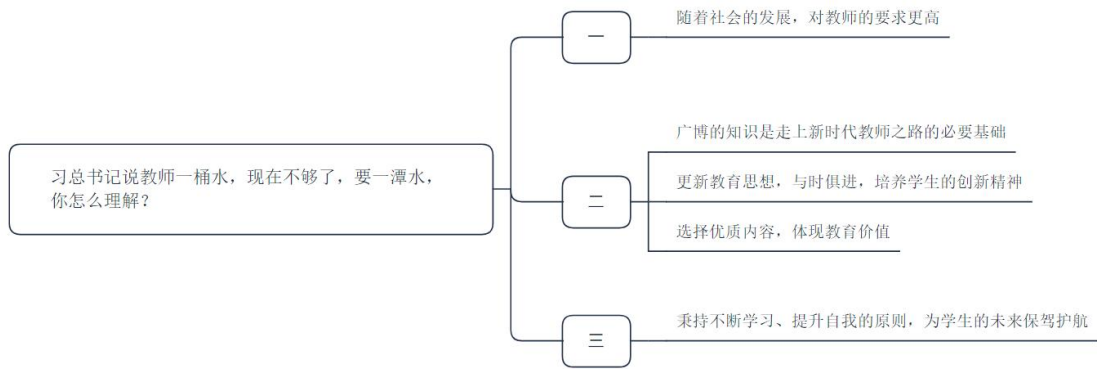 习总书记说教师一桶水，现在不够了，要一潭水，
你怎么理解？
一
随着社会的发展，对教师的要求更高
二
广博的知识是走上新时代教师之路的必要基础
更新教育思想，与时俱进，培养学生的创新精神
选择优质内容，体现教育价值
三
秉持不断学习、提升自我的原则，为学生的未来保驾护航